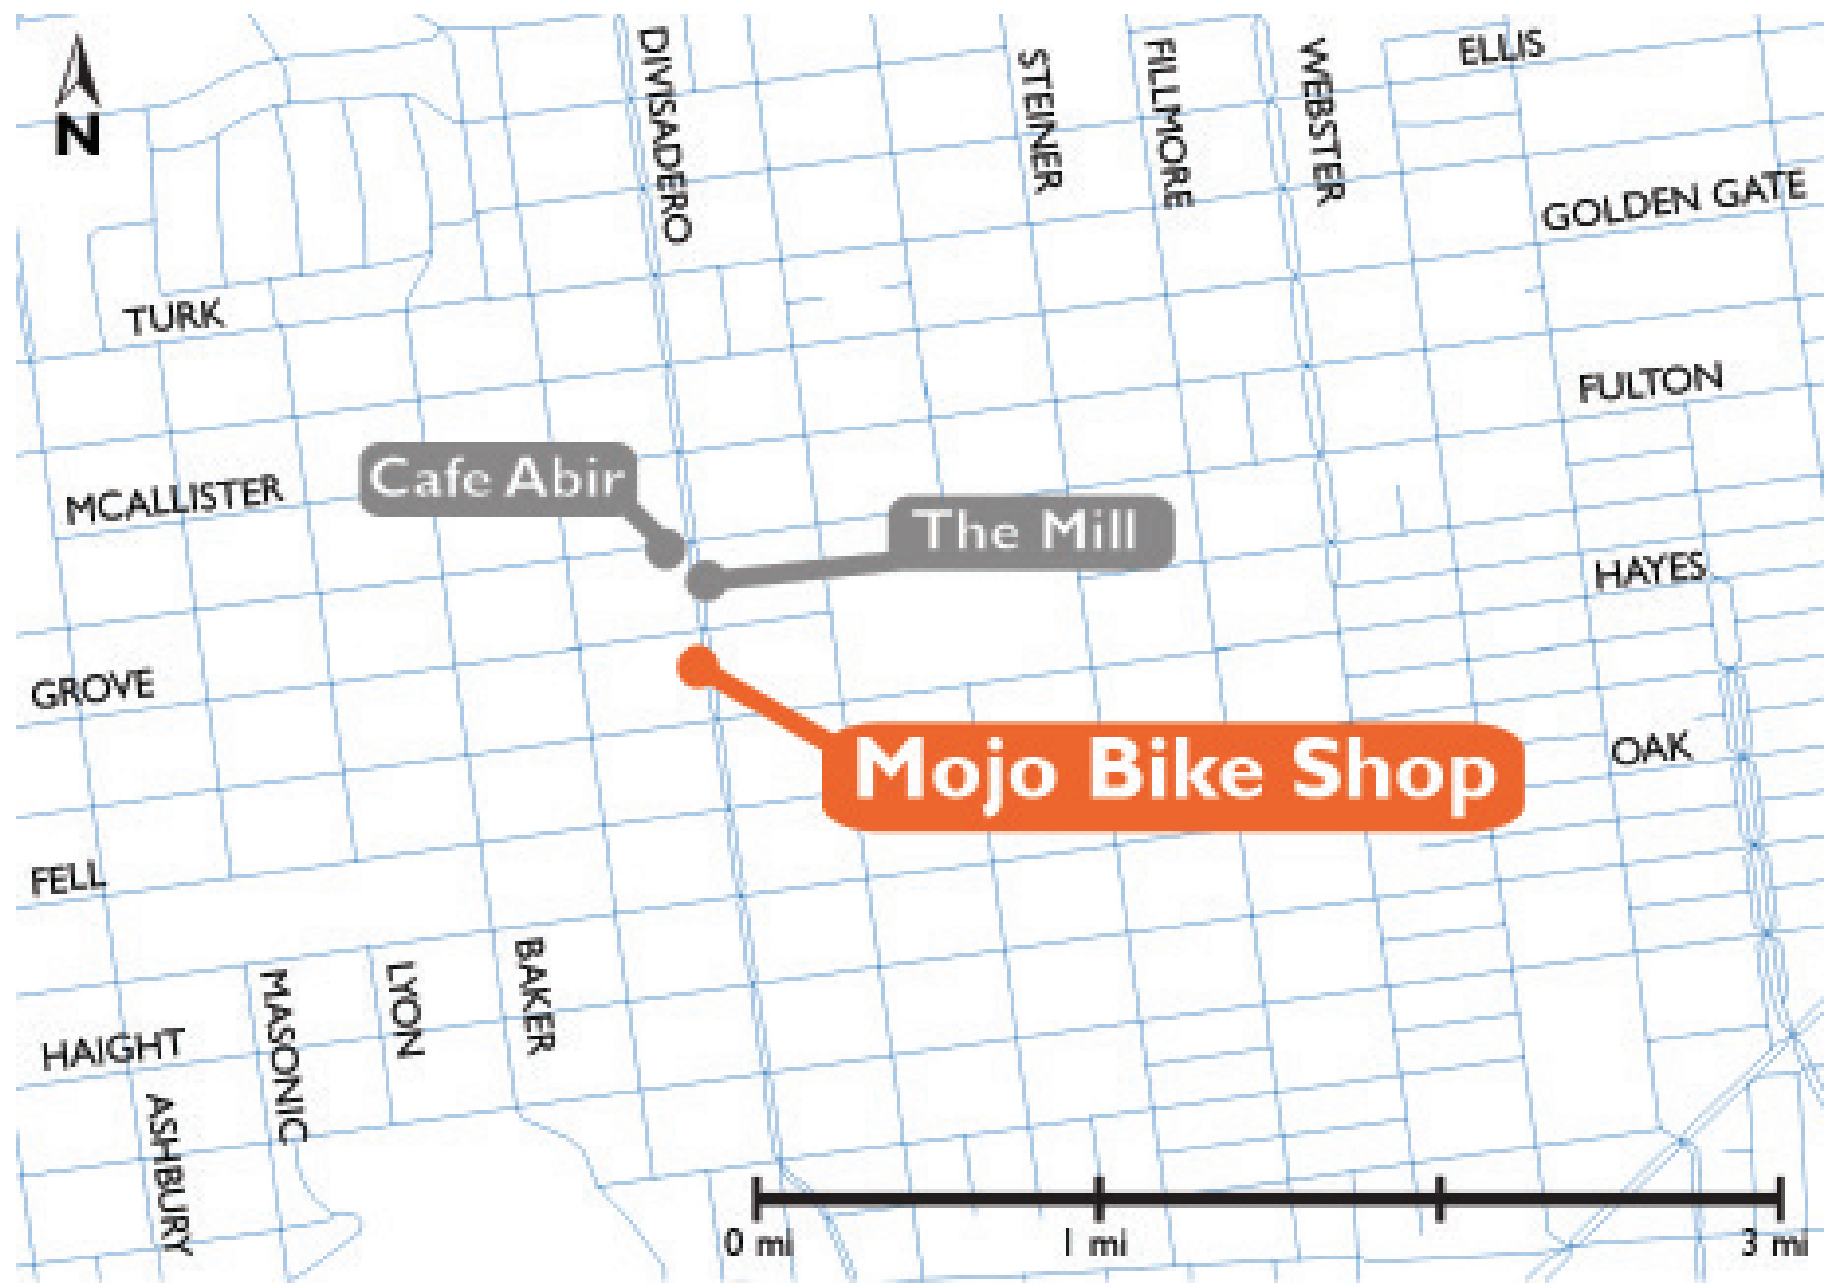 N
DIVISADERO
STEINER
FILLMORE
WEBSTER
ELLIS
GOLDEN GATE
TURK
FULTON
MCALLISTER
Cafe Abir
The Mill
HAYES
GROVE
Mojo Bike Shop
OAK
FELL
HAIGHT
MASONIC
LYON
BAKER
ASHBURY
0 mi
1 mi
3 mi